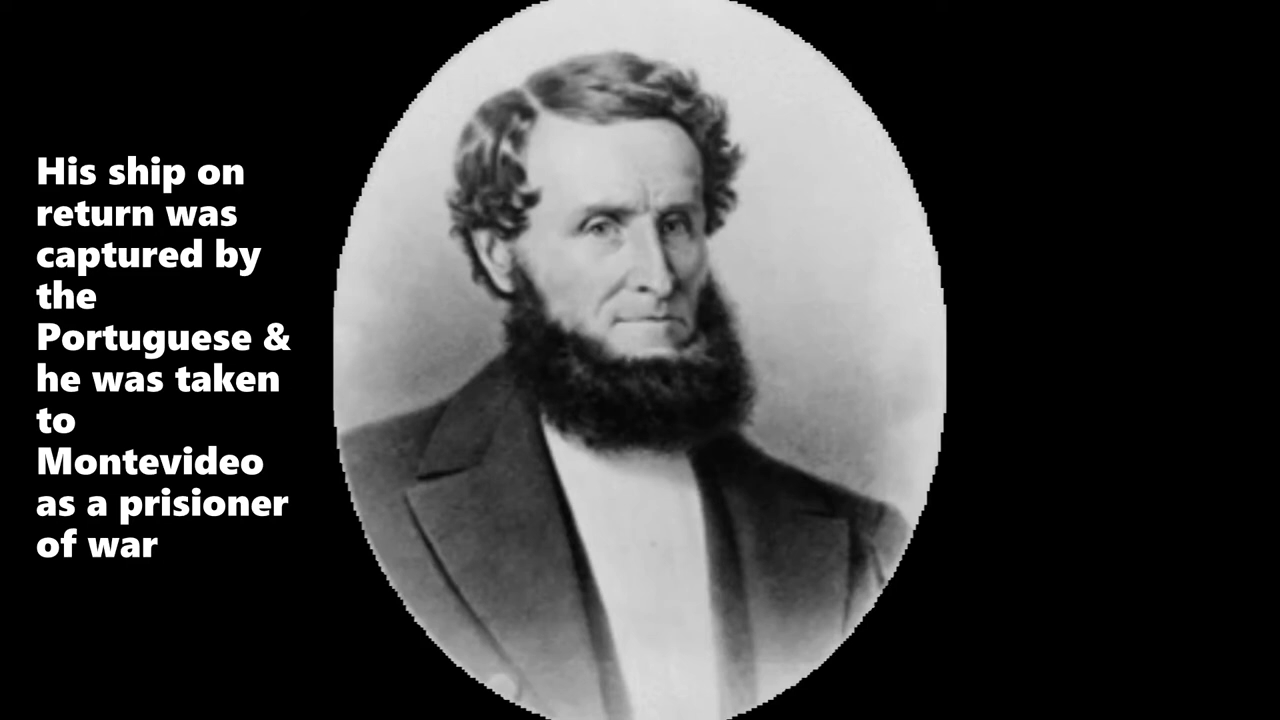 His ship on
return was
captured by
the
Portuguese &
he was taken
to
Montevideo
as a prisioner
of war